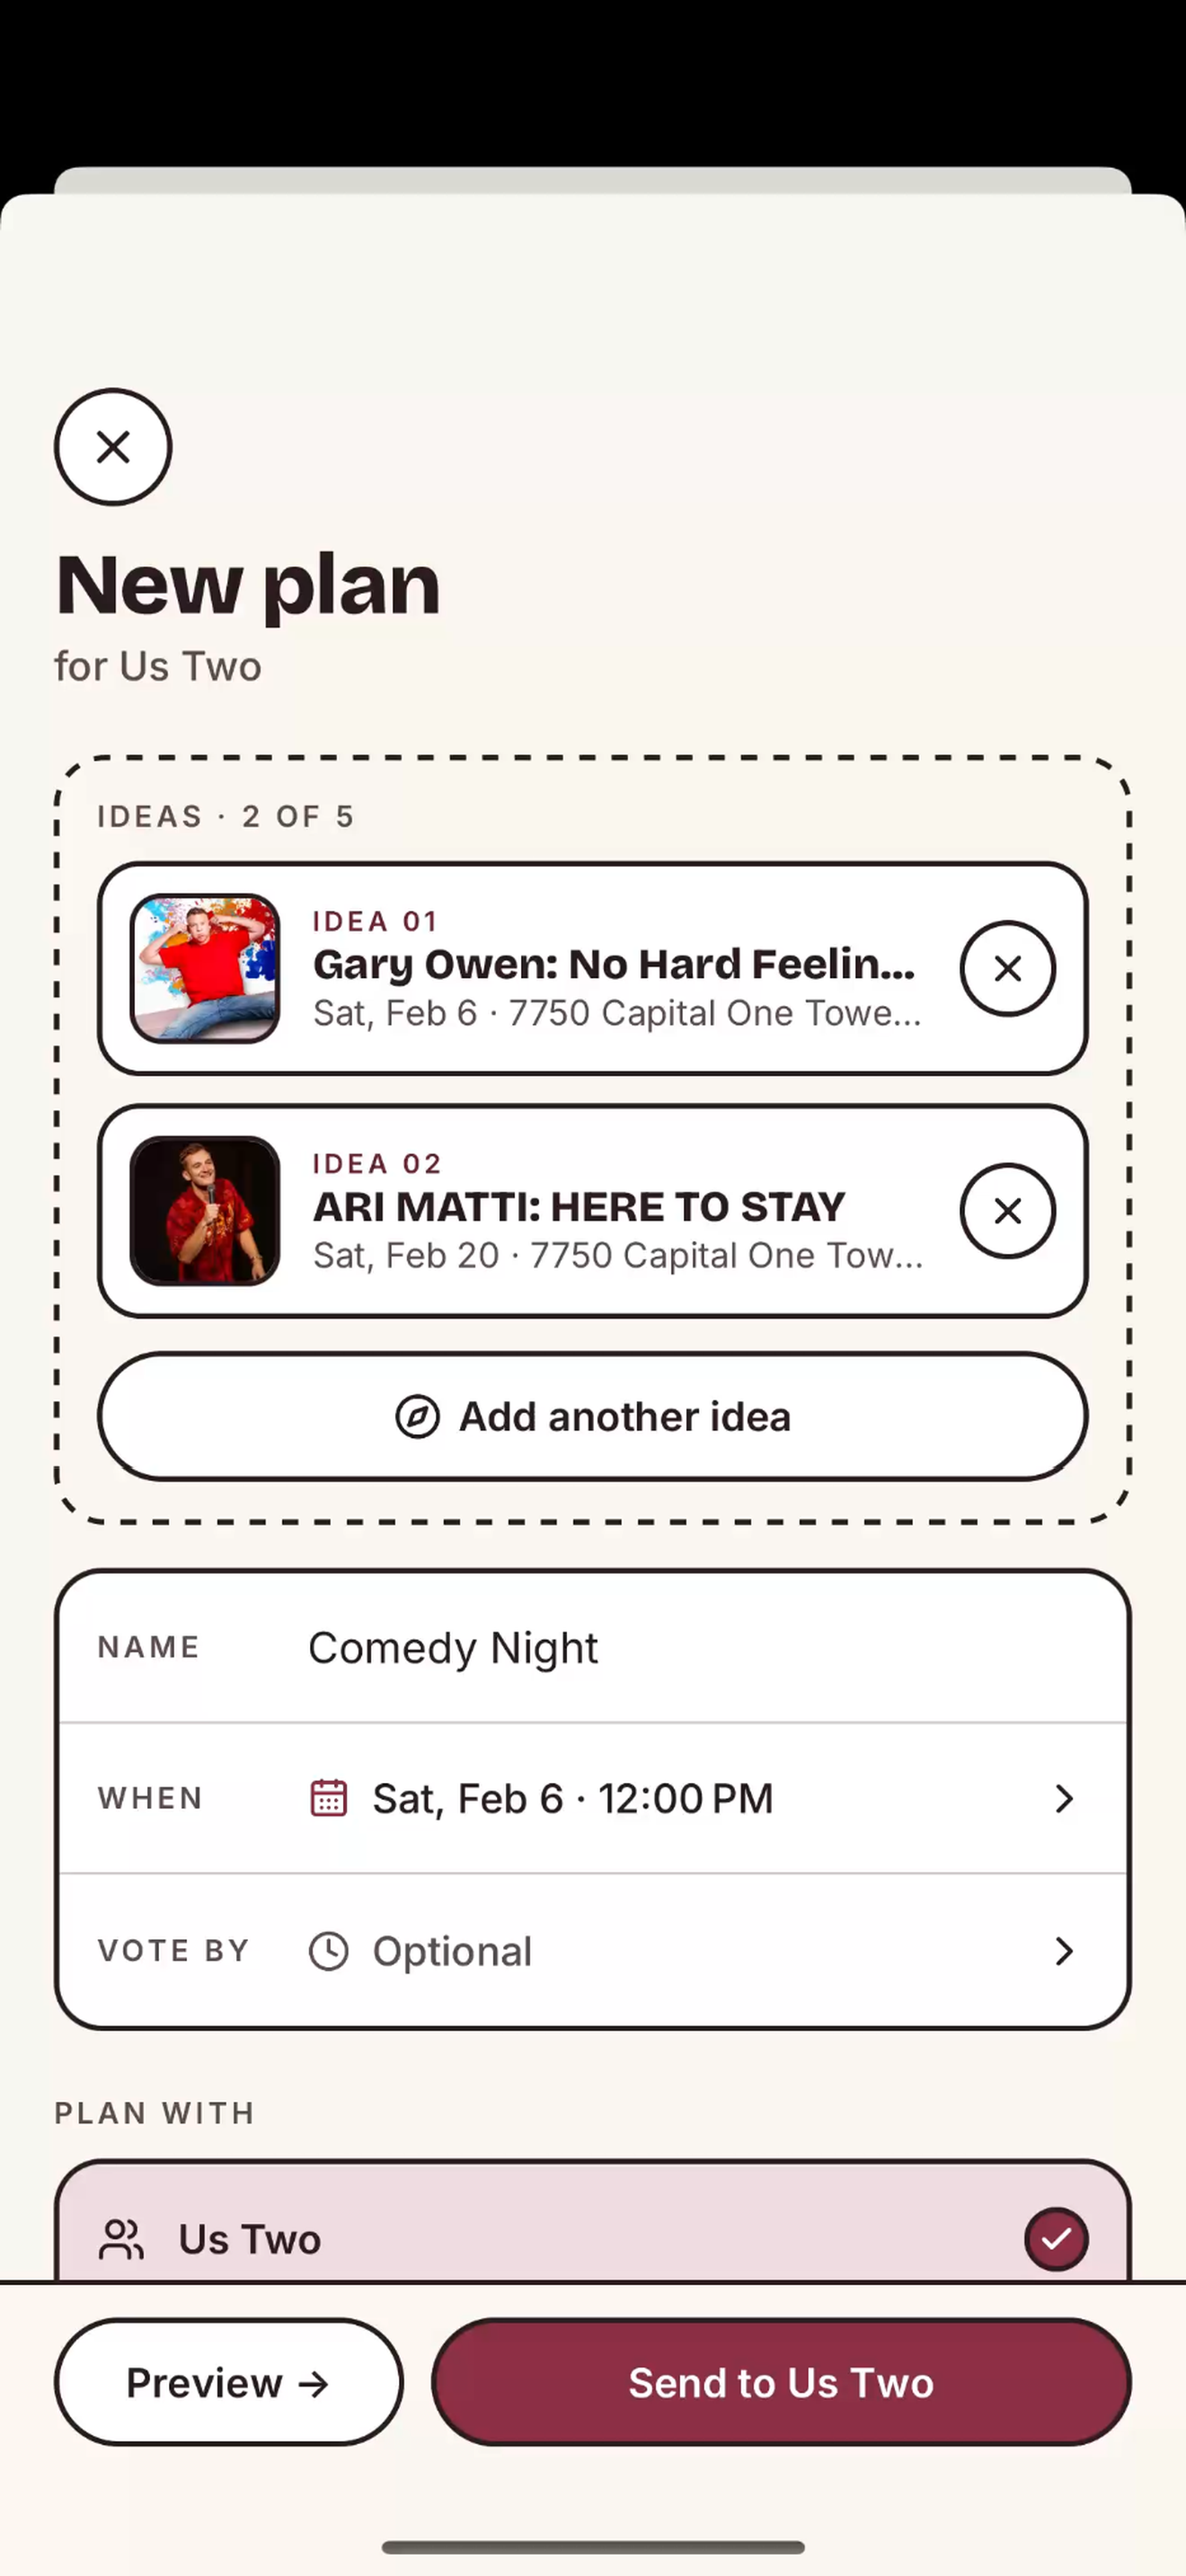 New plan
for Us Two
IDEAS · 2 OF 5
IDEA 01
Gary Owen: No Hard Feelin...
Sat, Feb 6 · 7750 Capital One Towe...
IDEA 02
ARI MATTI: HERE TO STAY
Sat, Feb 20 · 7750 Capital One Tow...
Add another idea
NAME Comedy Night
WHEN Sat, Feb 6 · 12:00 PM
VOTE BY Optional
PLAN WITH
Us Two
Preview →
Send to Us Two